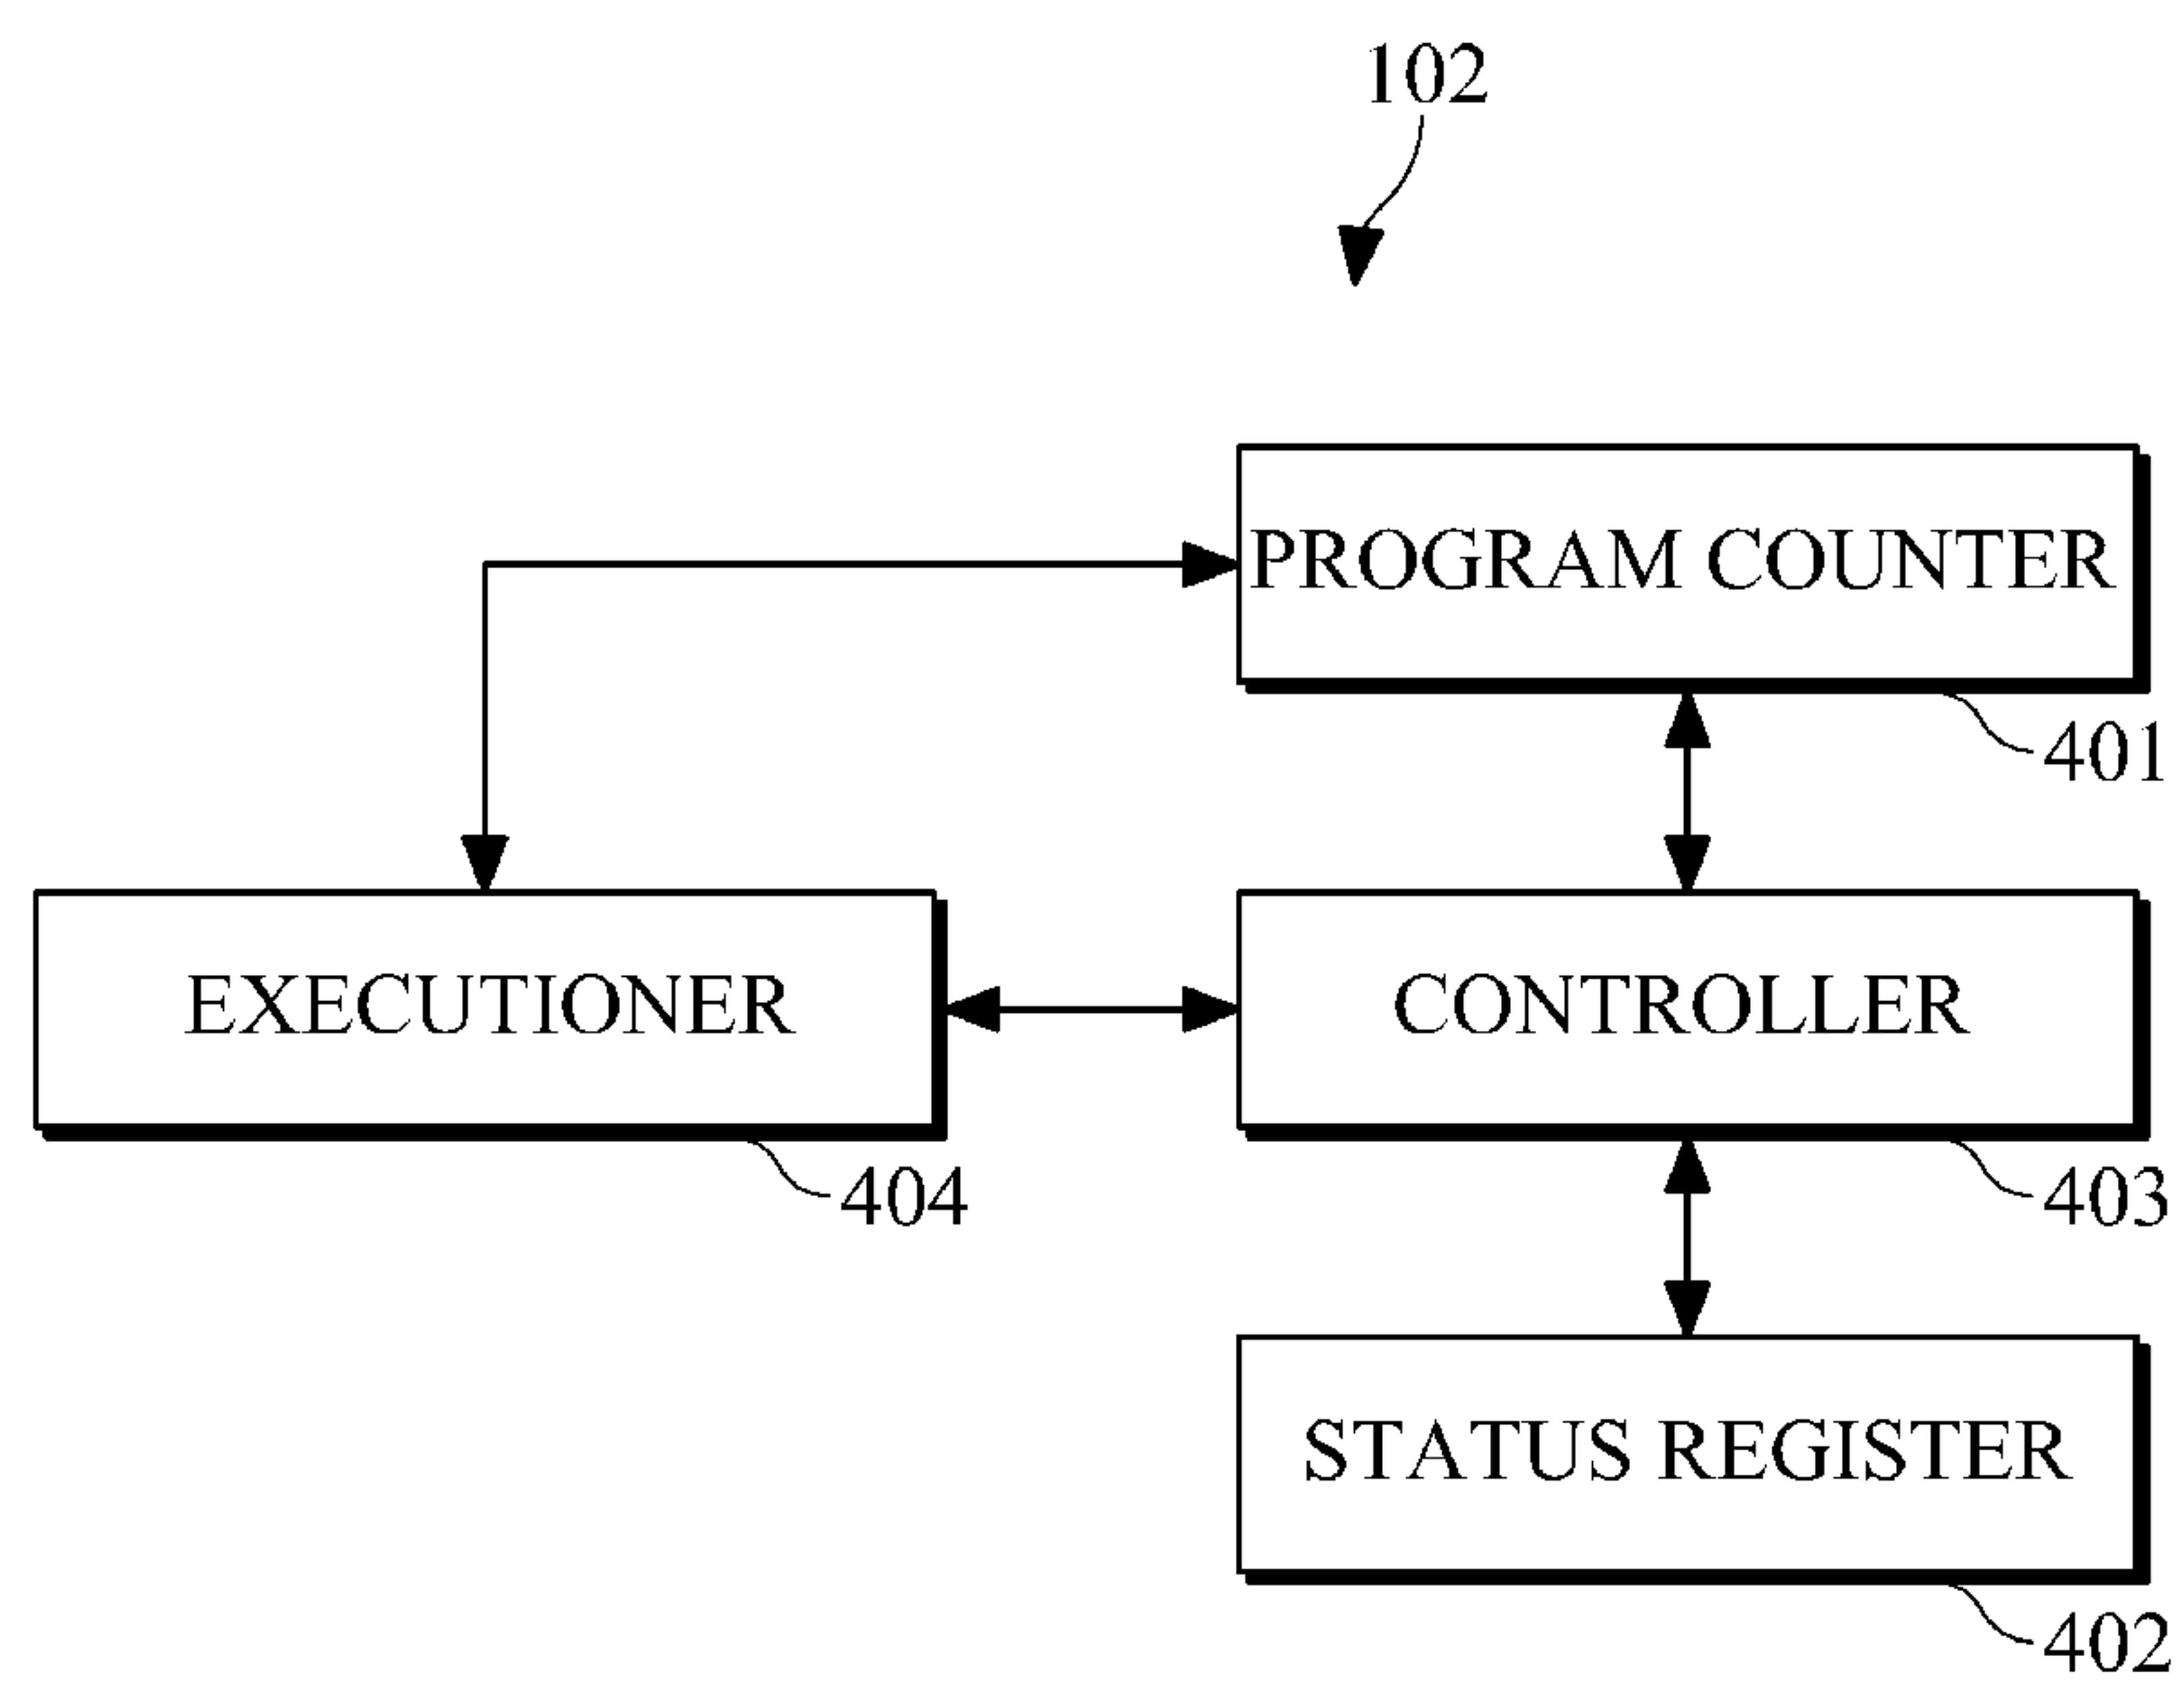 102
PROGRAM COUNTER
401
EXECUTIONER
CONTROLLER
404
403
STATUS REGISTER
402